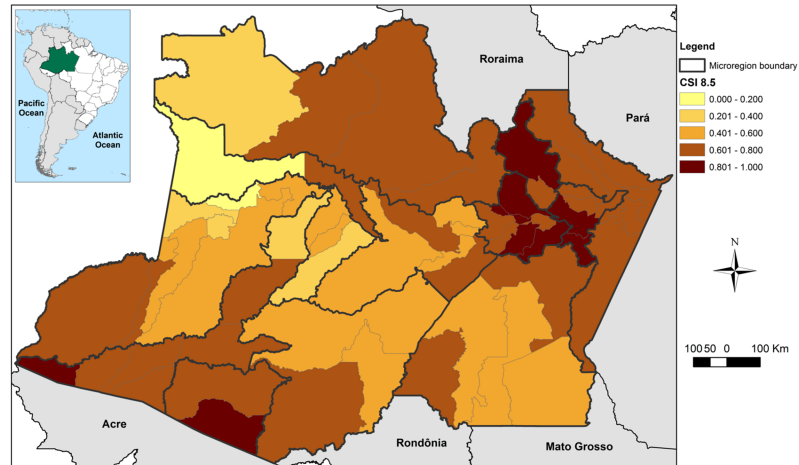 Pacific
Ocean
Atlantic
Ocean
Roraima
Pará
Acre
Rondônia
Mato Grosso
Legend
Microregion boundary
CSI 8.5
0.000 - 0.200
0.201 - 0.400
0.401 - 0.600
0.601 - 0.800
0.801 - 1.000
N
100 50 0 100 Km